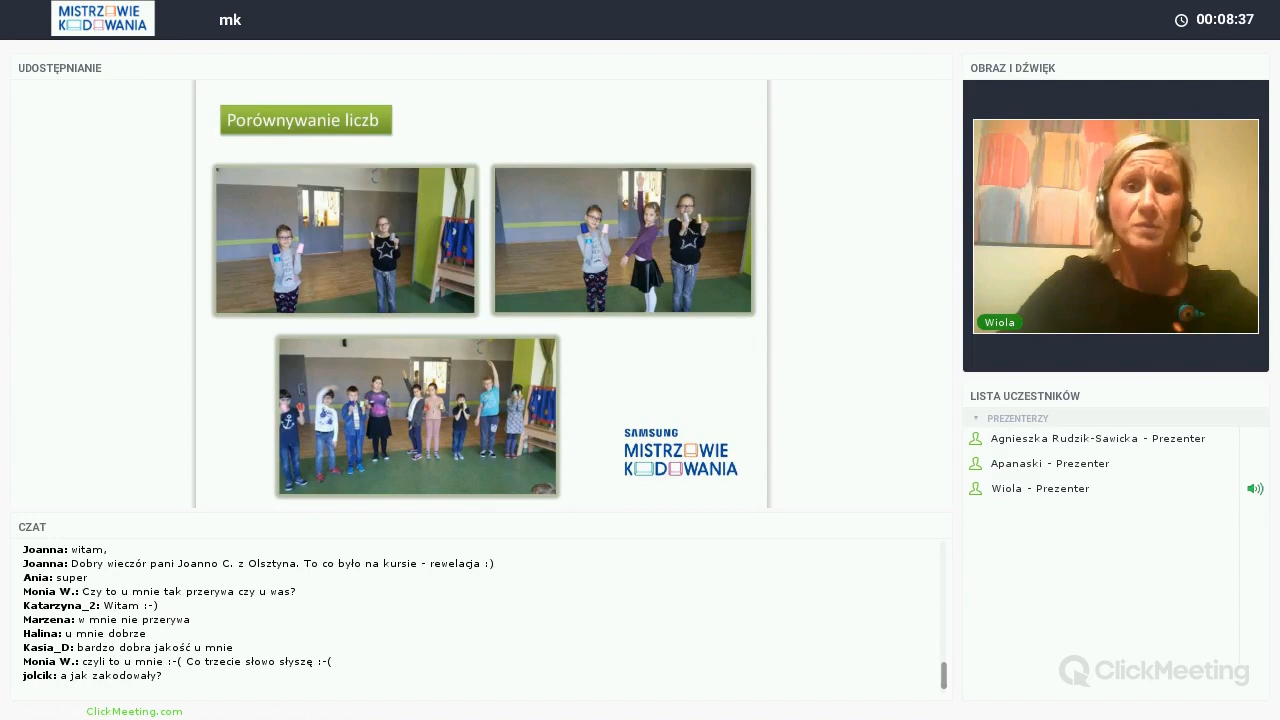 MISTRZOWIE
KODOWANIA
mk
00:08:37
UDOSTĘPNIANIE
Porównywanie liczb
SAMSUNG
MISTRZOWIE
KODOWANIA
OBRAZ I DŹWIĘK
Wiola
LISTA UCZESTNIKÓW
PREZENTERZY
Agnieszka Rudzik-Sawicka - Prezenter
Apanaski - Prezenter
Wiola - Prezenter
CZAT
Joanna: witam,
Joanna: Dobry wieczór pani Joanno C. z Olsztyna. To co było na kursie - rewelacja :)
Ania: super
Monia W.: Czy to u mnie tak przerywa czy u was?
Katarzyna_2: Witam :-)
Marzena: w mnie nie przerywa
Halina: u mnie dobrze
Kasia_D: bardzo dobra jakość u mnie
Monia W.: czyli to u mnie :-( Co trzecie słowo słyszę :-(
jolcik: a jak zakodowały?
ClickMeeting
ClickMeeting.com